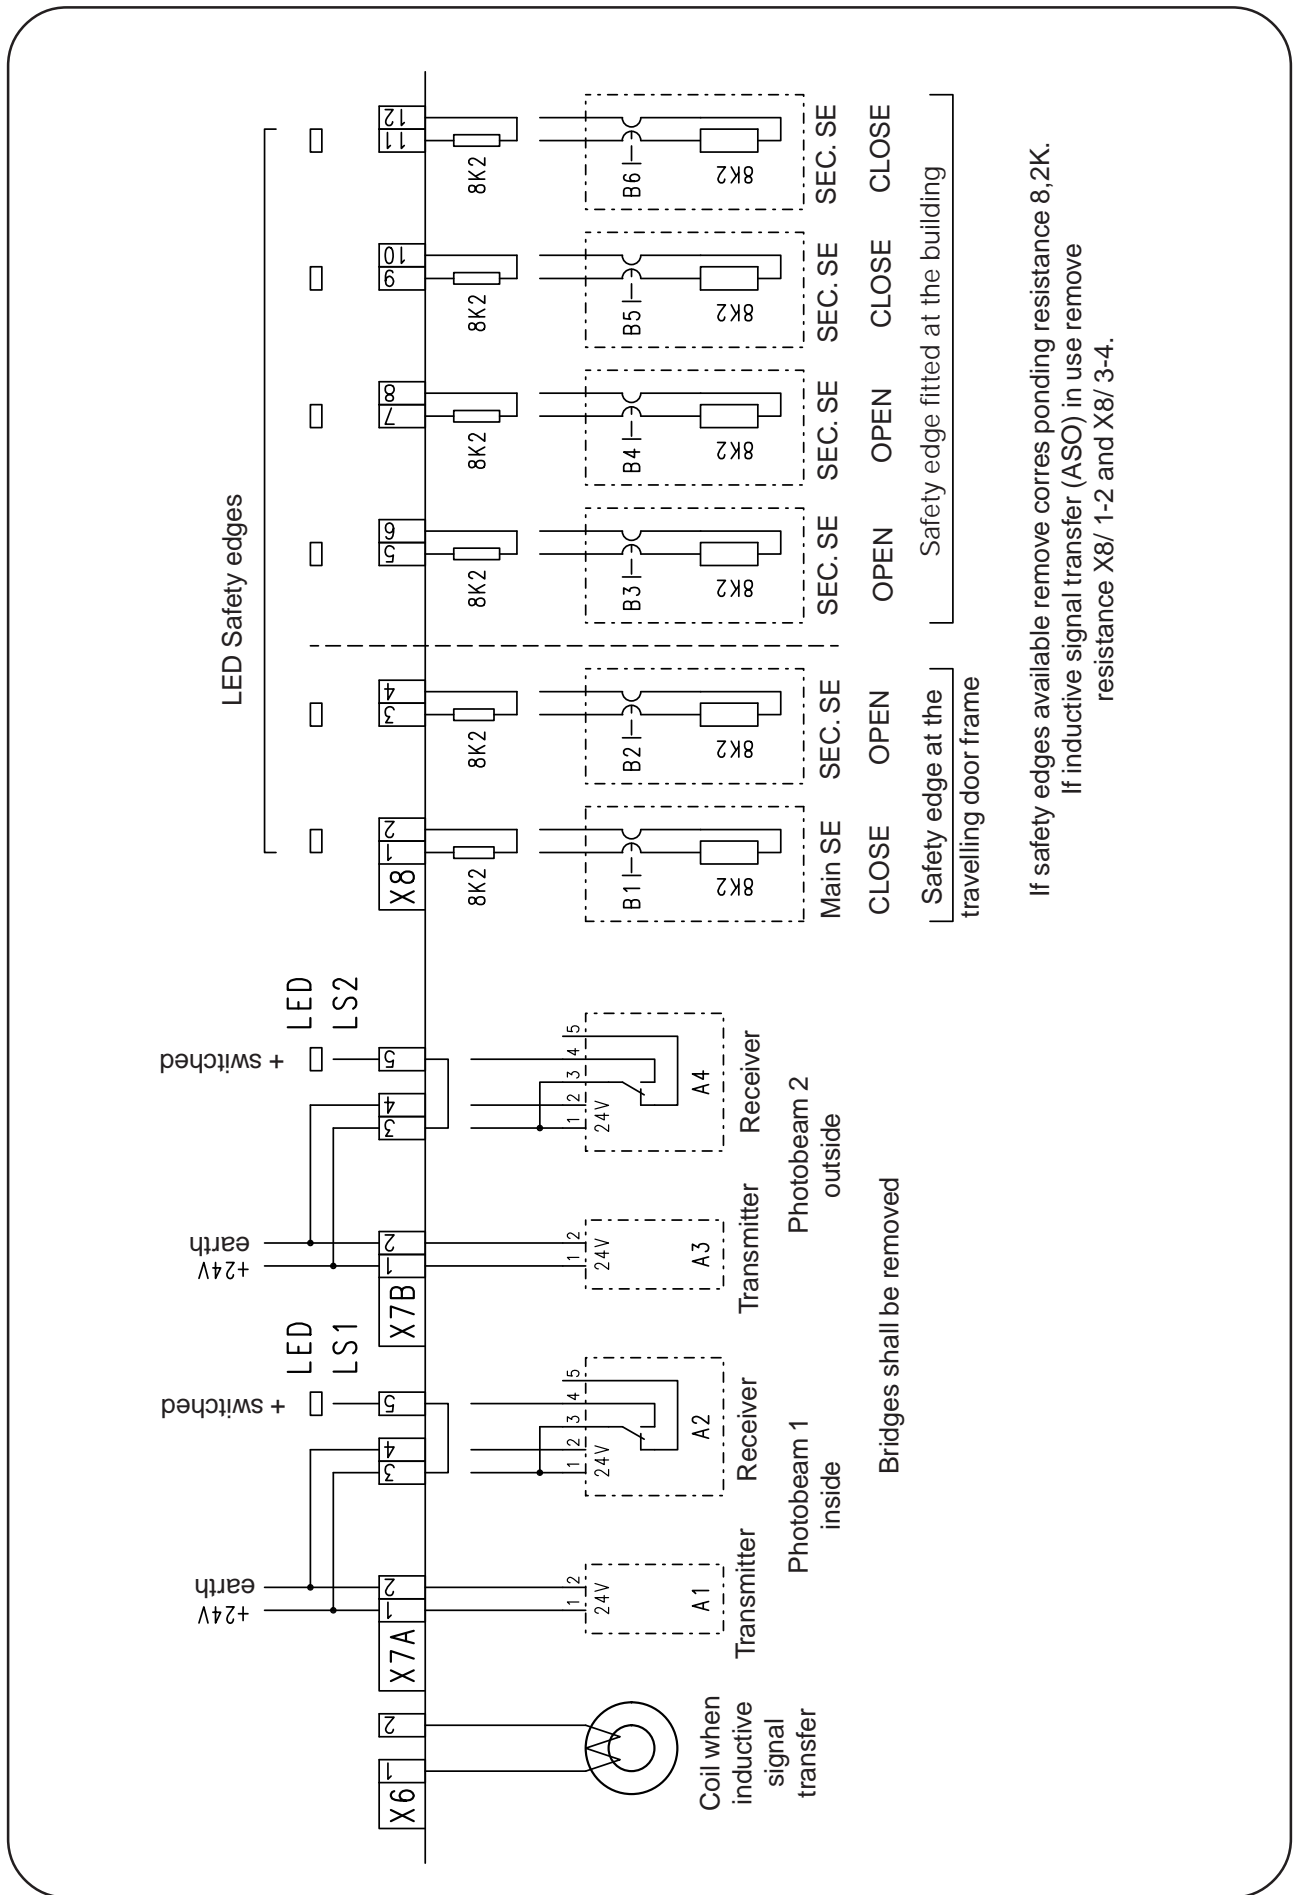 LED Safety edges
+ switched
LED
LS1
+ switched
LED
LS2
+24V
earth
+24V
earth
X6
1
2
X7A
1
2
3
4
5
X7B
1
2
3
4
5
X8
1
2
3
4
5
6
7
8
9
10
11
12
8K2
8K2
8K2
8K2
8K2
8K2
1 2
24V
A1
1 2 3 4 5
24V
A2
1 2
24V
A3
1 2 3 4 5
24V
A4
B1
8K2
B2
8K2
B3
8K2
B4
8K2
B5
8K2
B6
8K2
Coil when
inductive
signal
transfer
Transmitter
Receiver
Photobeam 1
inside
Transmitter
Receiver
Photobeam 2
outside
Bridges shall be removed
Main SE
CLOSE
SEC. SE
OPEN
SEC. SE
OPEN
SEC. SE
OPEN
SEC. SE
CLOSE
SEC. SE
CLOSE
Safety edge at the
travelling door frame
Safety edge fitted at the building
If safety edges available remove corres ponding resistance 8,2K.
If inductive signal transfer (ASO) in use remove
resistance X8/ 1-2 and X8/ 3-4.